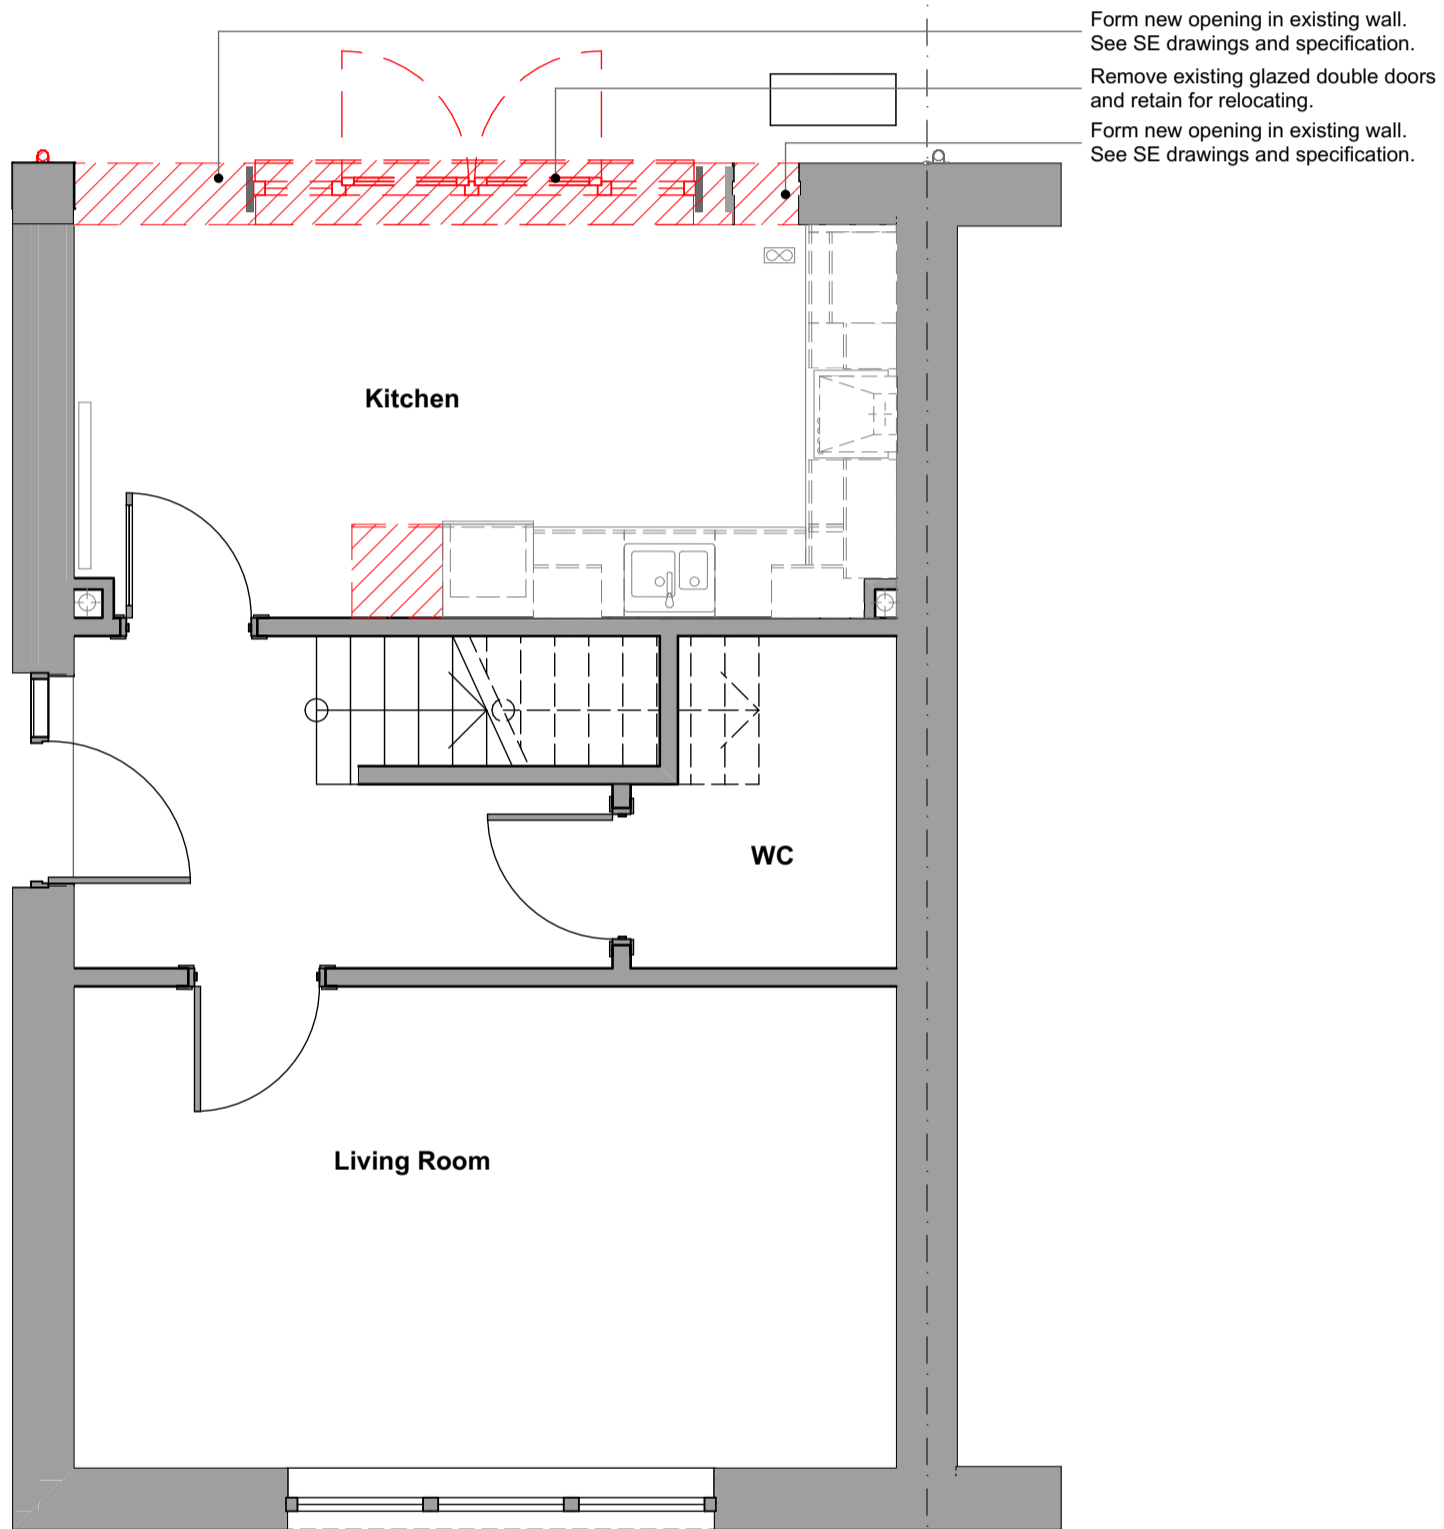 Form new opening in existing wall.
See SE drawings and specification.
Remove existing glazed double doors
and retain for relocating.
Form new opening in existing wall.
See SE drawings and specification.
Kitchen
WC
Living Room